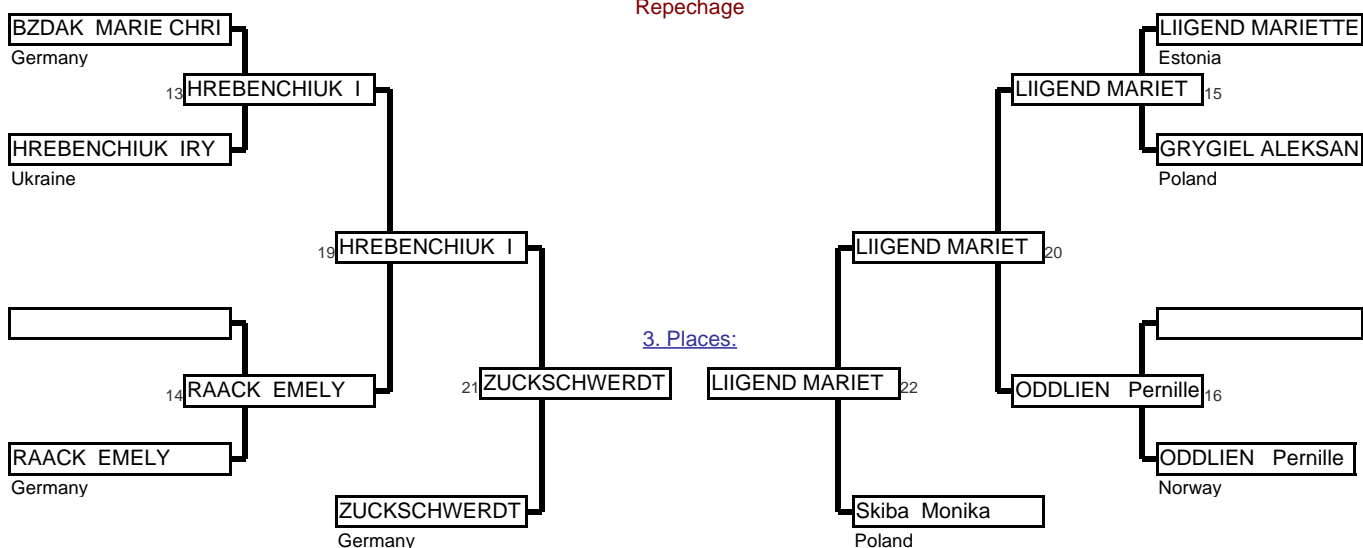 Repechage
BZDAK MARIE CHRI
Germany
13 HREBENCHIUK I
HREBENCHIUK IRY
Ukraine
19 HREBENCHIUK I
14 RAACK EMELY
RAACK EMELY
Germany
21 ZUCKSCHWERDT
ZUCKSCHWERDT
Germany
3. Places:
LIIGEND MARIETTE
Estonia
LIIGEND MARIET 15
GRYGIEL ALEKSAN
Poland
LIIGEND MARIET 20
LIIGEND MARIET 22
ODDLIEN Pernille 16
ODDLIEN Pernille
Norway
Skiba Monika
Poland